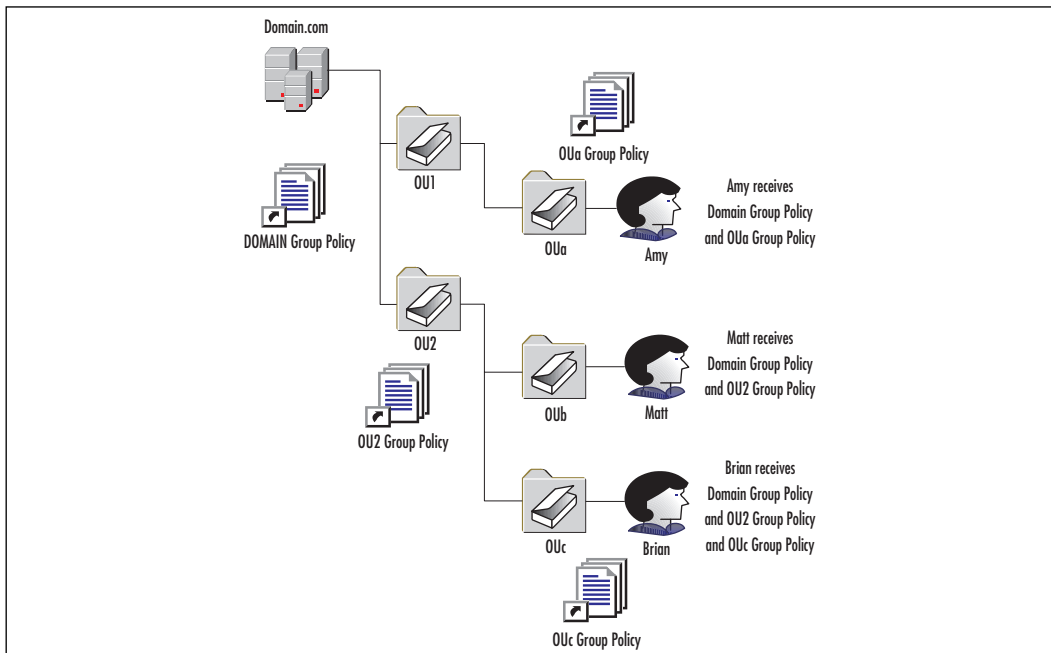 Domain.com
OUa Group Policy
OU1
DOMAIN Group Policy
OUa
Amy
Amy receives
Domain Group Policy
and OUa Group Policy
OU2
OU2 Group Policy
OUb
Matt
Matt receives
Domain Group Policy
and OU2 Group Policy
OUc
Brian
Brian receives
Domain Group Policy
and OU2 Group Policy
and OUc Group Policy
OUc Group Policy